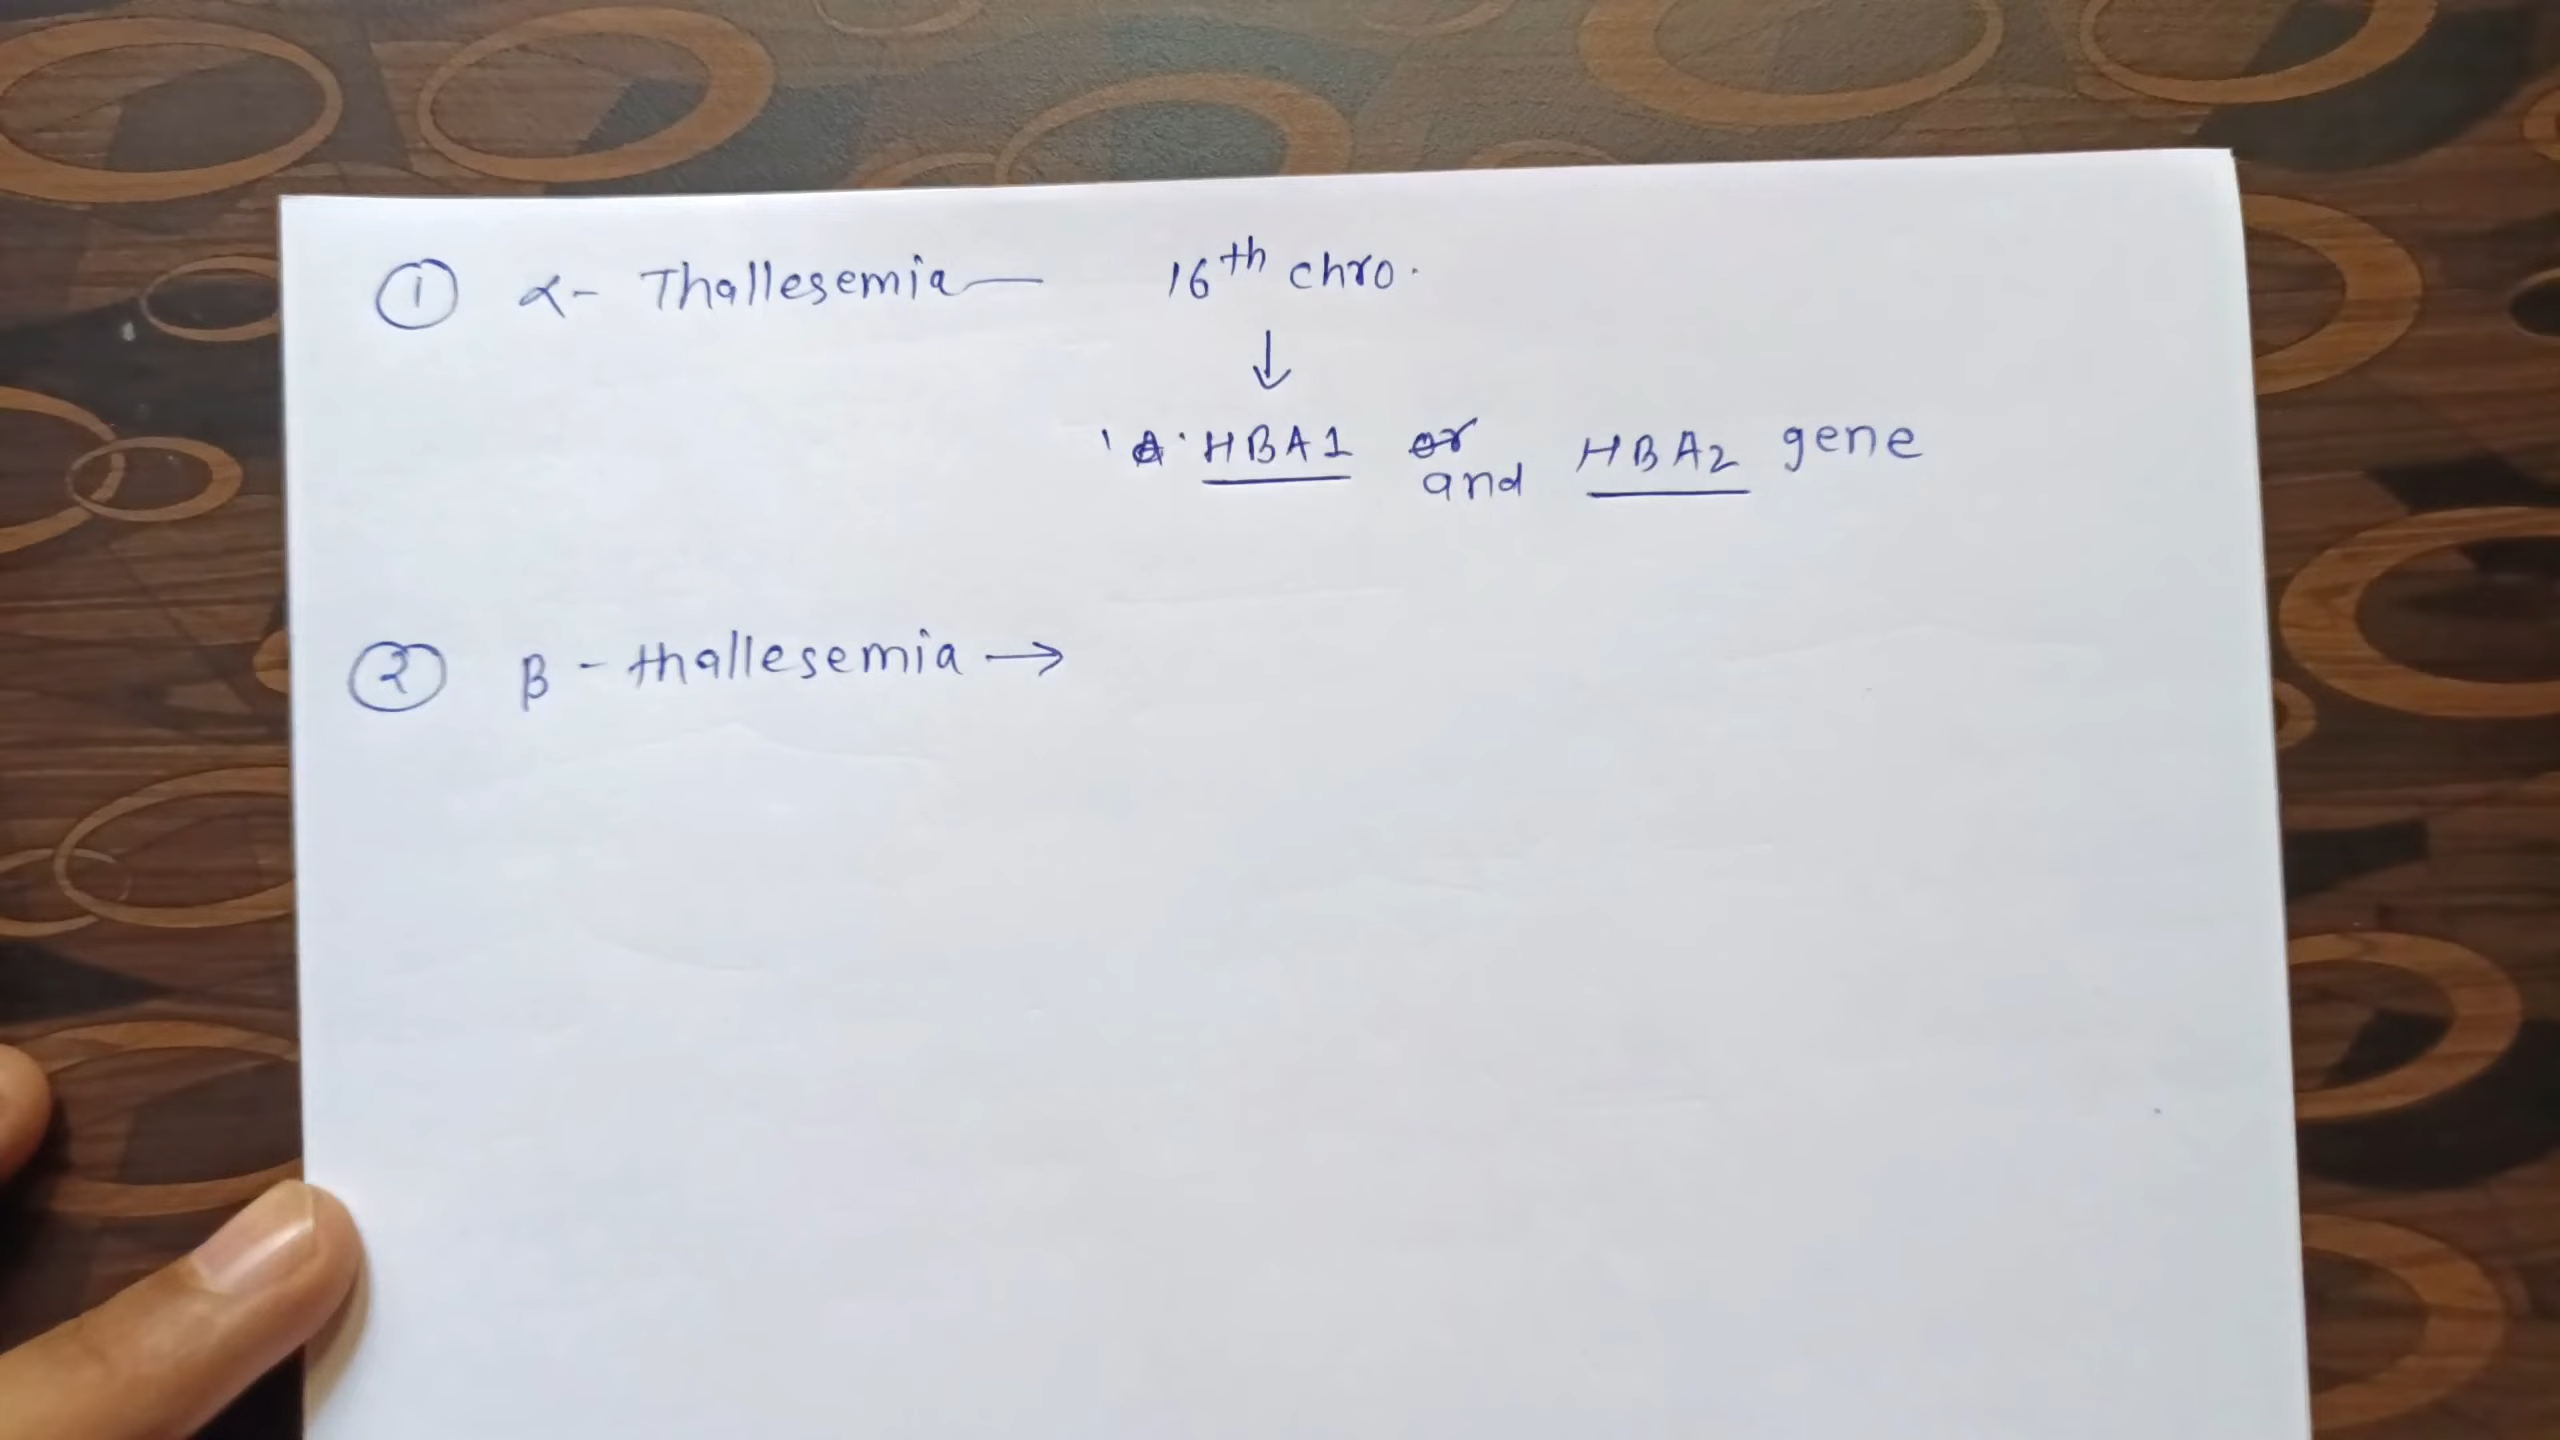 ① α- Thallesemia— 16th chro.
↓
HBA1 or and HBA2 gene
② β - thallesemia →